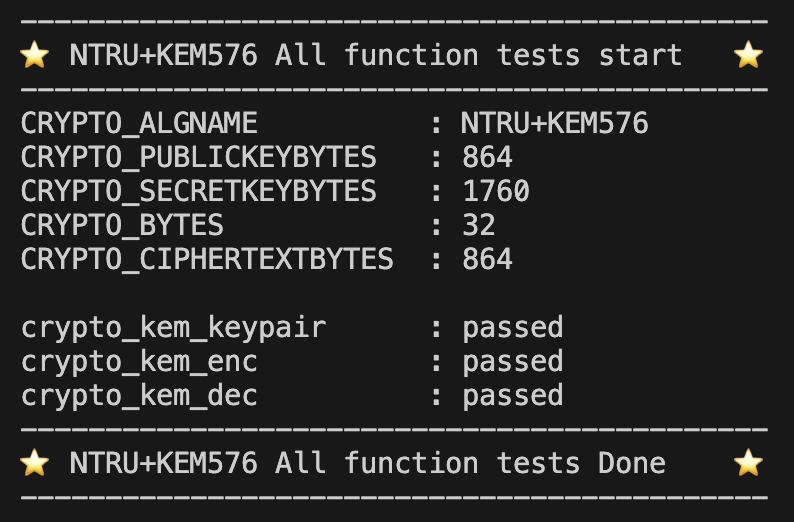 --------------------------------------------
⭐ NTRU+KEM576 All function tests start ⭐
--------------------------------------------
CRYPTO_ALGNAME : NTRU+KEM576
CRYPTO_PUBLICKEYBYTES : 864
CRYPTO_SECRETKEYBYTES : 1760
CRYPTO_BYTES : 32
CRYPTO_CIPHERTEXTBYTES : 864
crypto_kem_keypair : passed
crypto_kem_enc : passed
crypto_kem_dec : passed
--------------------------------------------
⭐ NTRU+KEM576 All function tests Done ⭐
--------------------------------------------